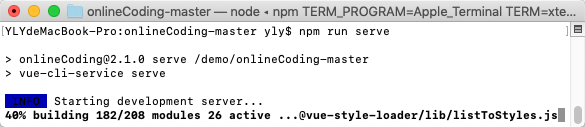 onlineCoding-master — node ◂ npm TERM_PROGRAM=Apple_Terminal TERM=xte...
[YLYdeMacBook-Pro:onlineCoding-master yly$ npm run serve
> onlineCoding@2.1.0 serve /demo/onlineCoding-master
> vue-cli-service serve
INFO Starting development server...
40% building 182/208 modules 26 active ...@vue-style-loader/lib/listToStyles.js